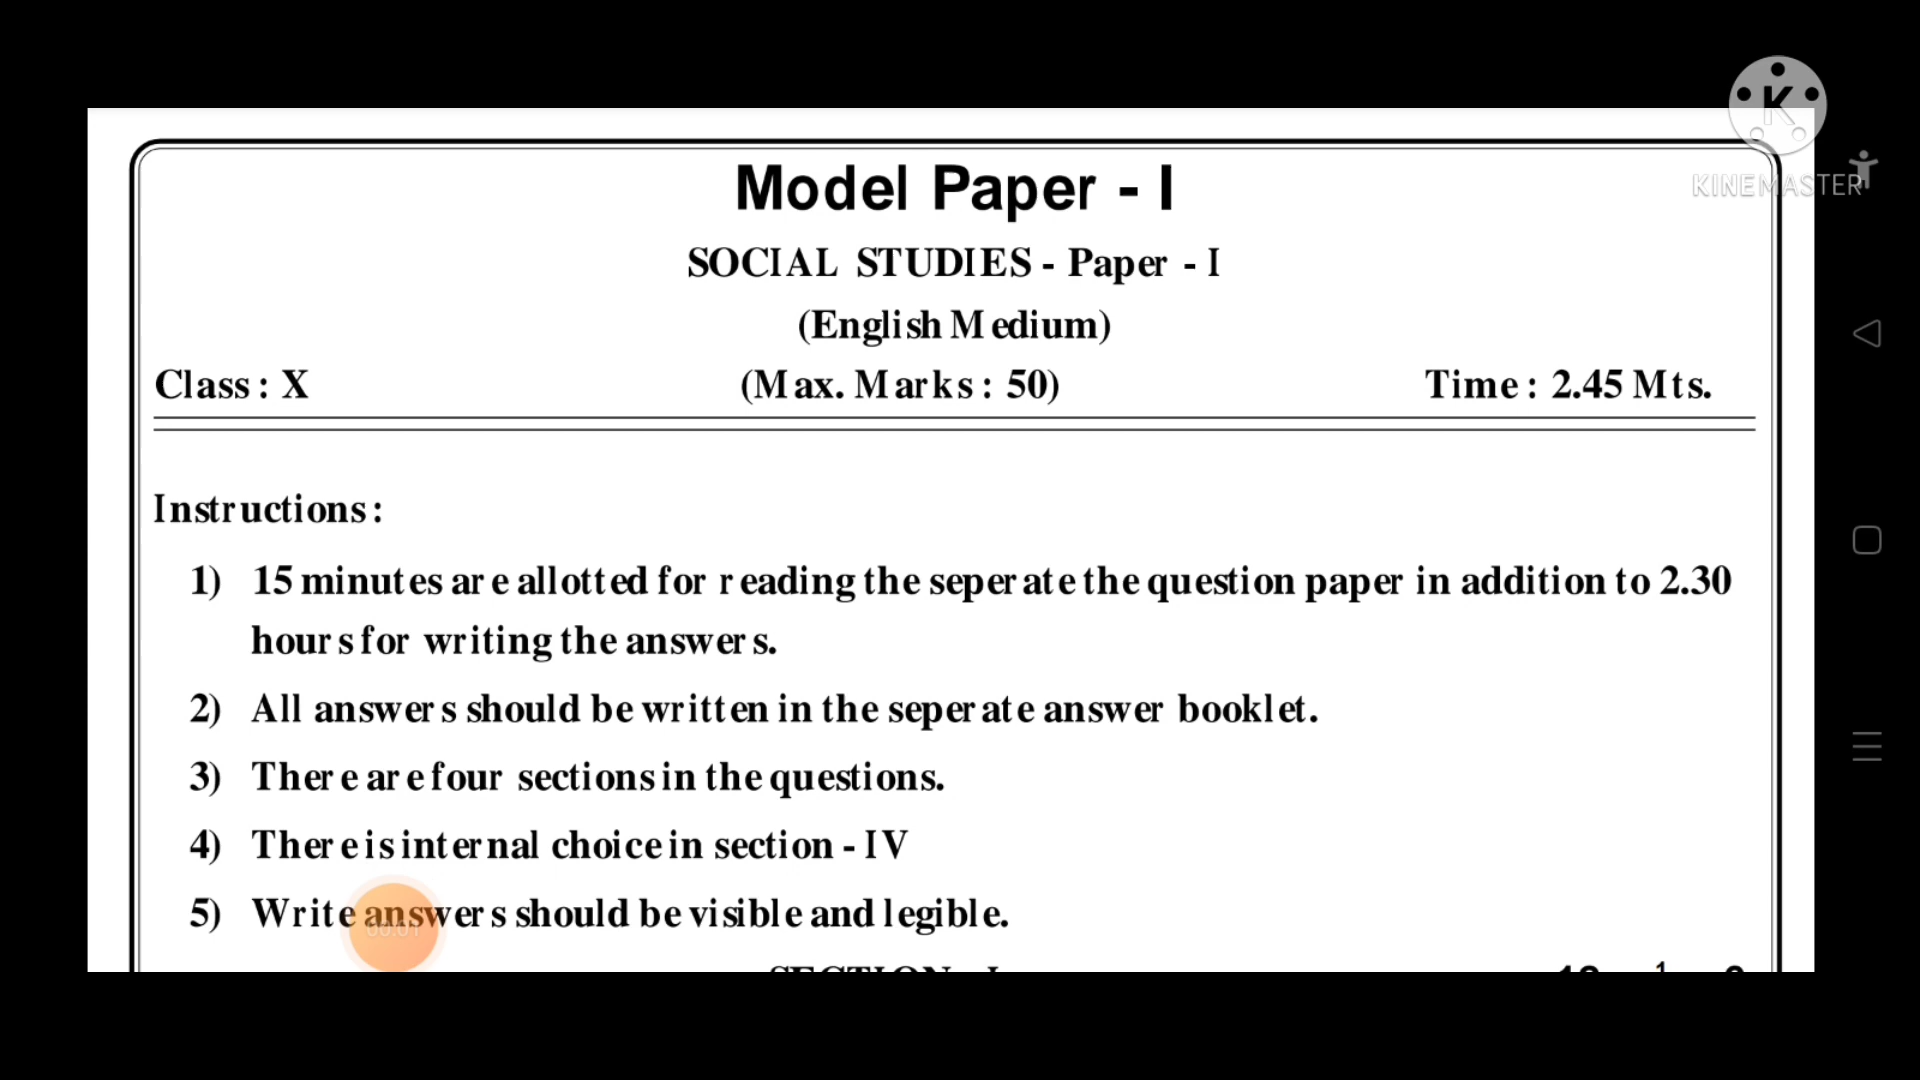 Model Paper - I
SOCIAL STUDIES - Paper - I
(English Medium)
Class : X (Max. Marks : 50) Time : 2.45 Mts.
Instructions :
1) 15 minutes are allotted for reading the seperate the question paper in addition to 2.30
hours for writing the answers.
2) All answers should be written in the seperate answer booklet.
3) There are four sections in the questions.
4) There is internal choice in section - IV
5) Write answers should be visible and legible.
K
KINEMASTER
00:01